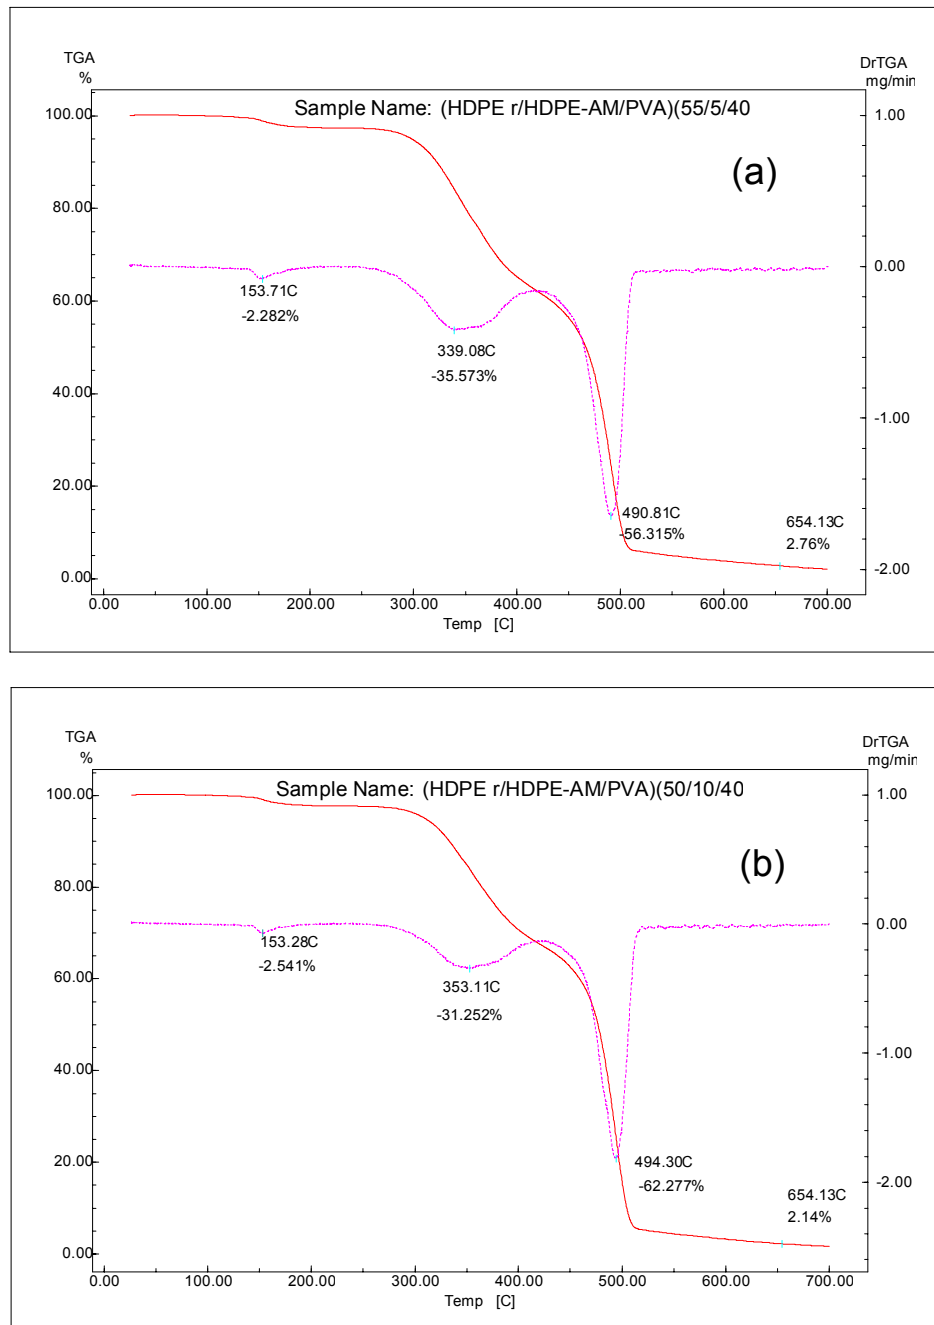 TGA
%
DrTGA
mg/min
Sample Name: (HDPE r/HDPE-AM/PVA)(55/5/40
(a)
100.00
80.00
60.00
40.00
20.00
0.00
1.00
0.00
-1.00
-2.00
153.71C
-2.282%
339.08C
-35.573%
490.81C
-56.315%
654.13C
2.76%
0.00 100.00 200.00 300.00 400.00 500.00 600.00 700.00
Temp [C]
TGA
%
DrTGA
mg/min
Sample Name: (HDPE r/HDPE-AM/PVA)(50/10/40
(b)
100.00
80.00
60.00
40.00
20.00
0.00
1.00
0.00
-1.00
-2.00
153.28C
-2.541%
353.11C
-31.252%
494.30C
-62.277%
654.13C
2.14%
0.00 100.00 200.00 300.00 400.00 500.00 600.00 700.00
Temp [C]